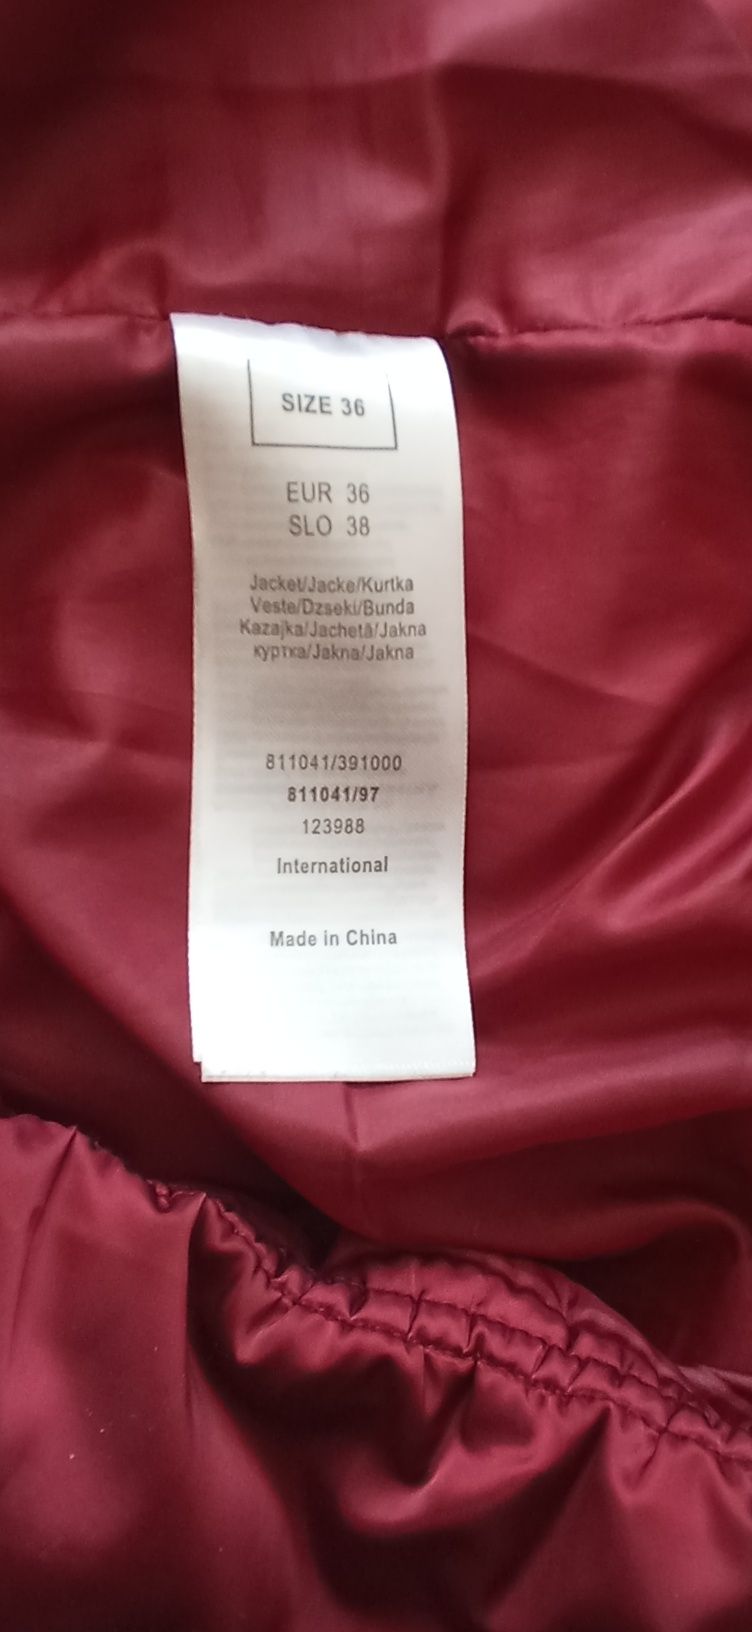 SIZE 36
EUR 36
SLO 38
Jacket/Jacke/Kurtka
Veste/Dzseki/Bunda
Kazajka/Jachetă/Jakna
куртка/Jakna/Jakna
811041/391000
811041/97
123988
International
Made in China